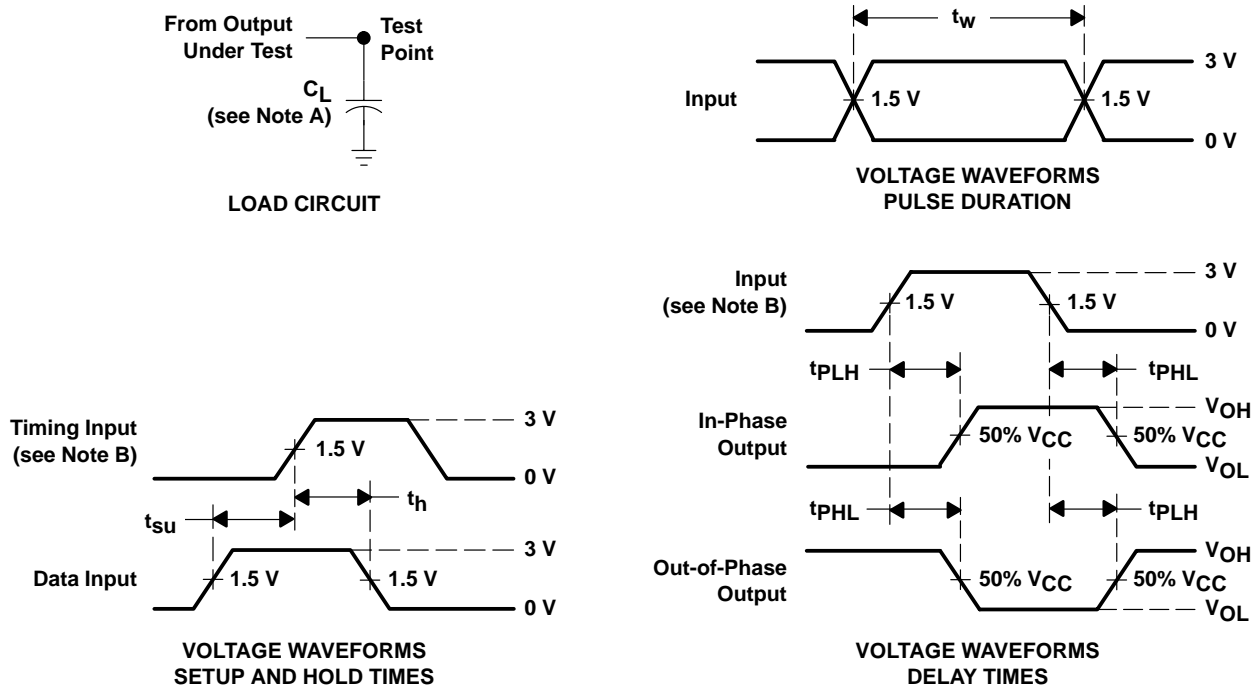 From Output
Under Test
Test
Point
CL
(see Note A)
LOAD CIRCUIT
tw
Input
3 V
1.5 V
1.5 V
0 V
VOLTAGE WAVEFORMS
PULSE DURATION
Timing Input
(see Note B)
3 V
1.5 V
0 V
th
tsu
Data Input
3 V
1.5 V
1.5 V
0 V
VOLTAGE WAVEFORMS
SETUP AND HOLD TIMES
Input
(see Note B)
3 V
1.5 V
1.5 V
0 V
tPLH
tPHL
In-Phase
Output
VOH
50% VCC
50% VCC
VOL
tPHL
tPLH
Out-of-Phase
Output
VOH
50% VCC
50% VCC
VOL
VOLTAGE WAVEFORMS
DELAY TIMES